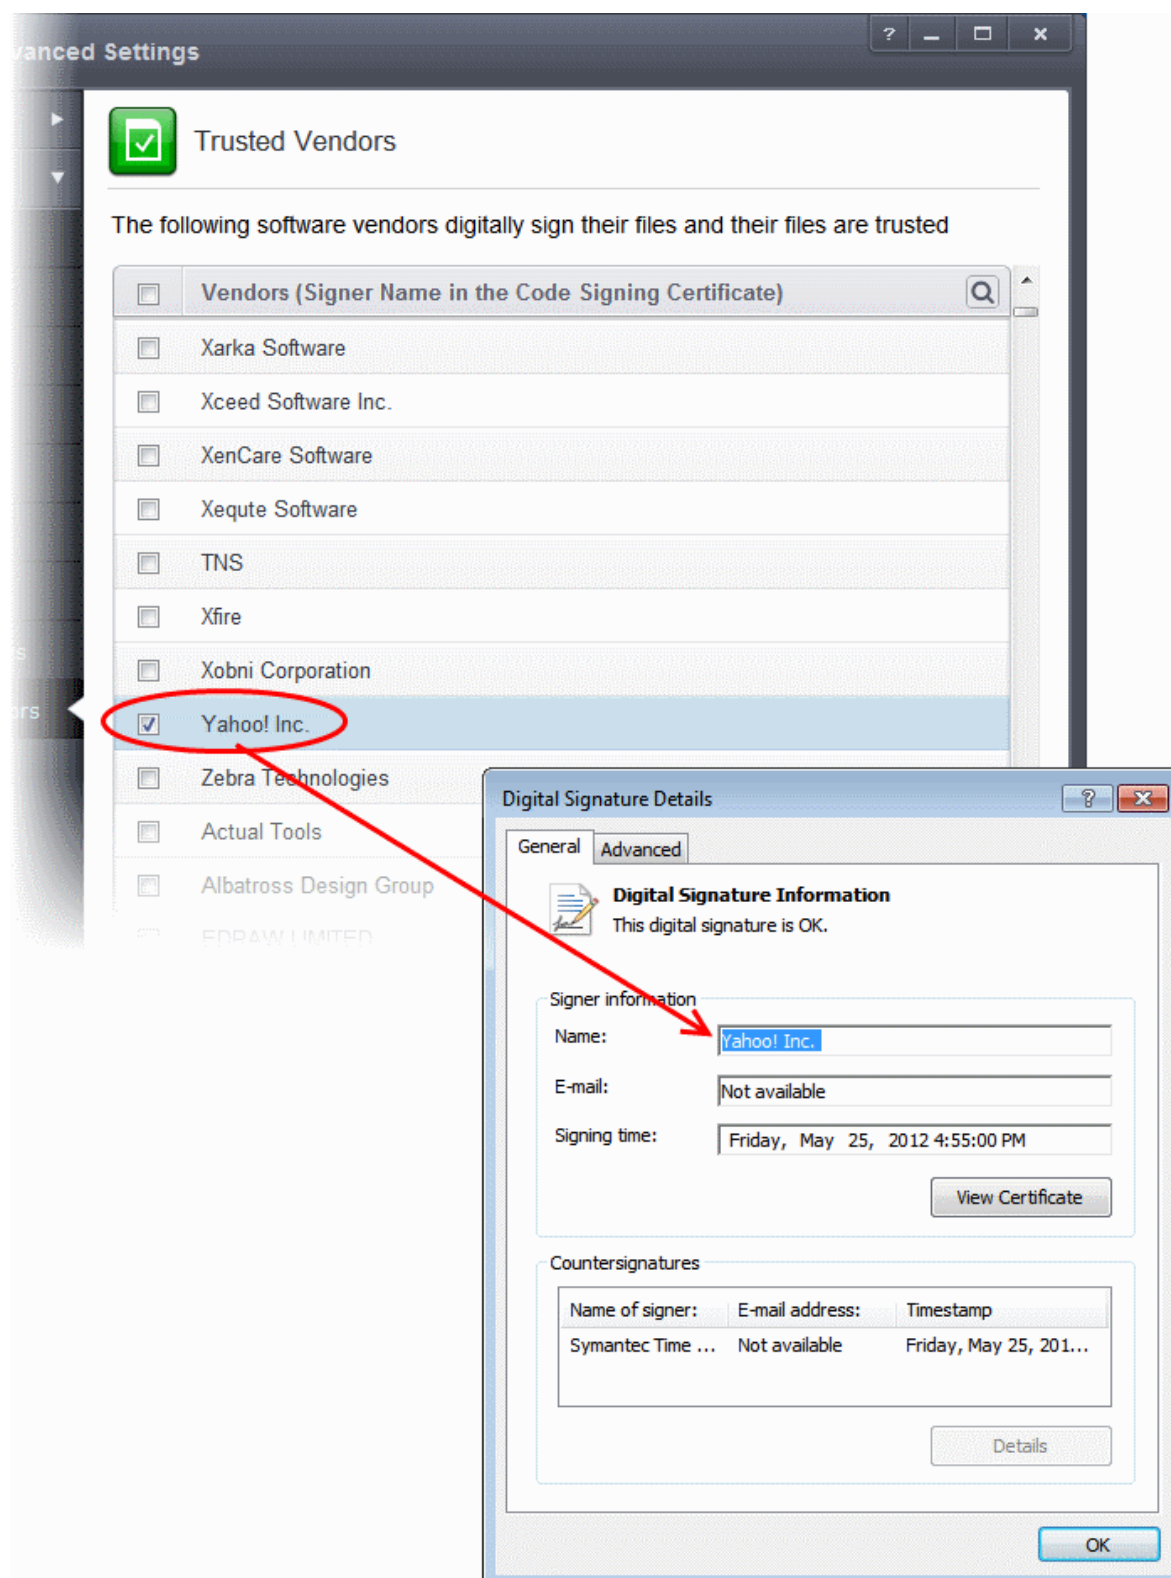 vanced Settings
Trusted Vendors
The following software vendors digitally sign their files and their files are trusted
Vendors (Signer Name in the Code Signing Certificate)
Xarka Software
Xceed Software Inc.
XenCare Software
Xequte Software
TNS
Xfire
Xobni Corporation
ors
Yahoo! Inc.
Zebra Technologies
Actual Tools
Albatross Design Group
EDRAW LIMITED
Digital Signature Details
General Advanced
Digital Signature Information
This digital signature is OK.
Signer information
Name: Yahoo! Inc.
E-mail: Not available
Signing time: Friday, May 25, 2012 4:55:00 PM
View Certificate
Countersignatures
Name of signer: E-mail address: Timestamp
Symantec Time ... Not available Friday, May 25, 201...
Details
OK